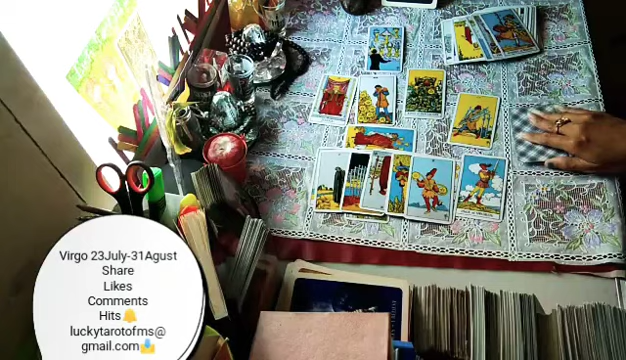 Virgo 23July-31Agust
Share
Likes
Comments
Hits🔔
luckytarotofms@
gmail.com📩